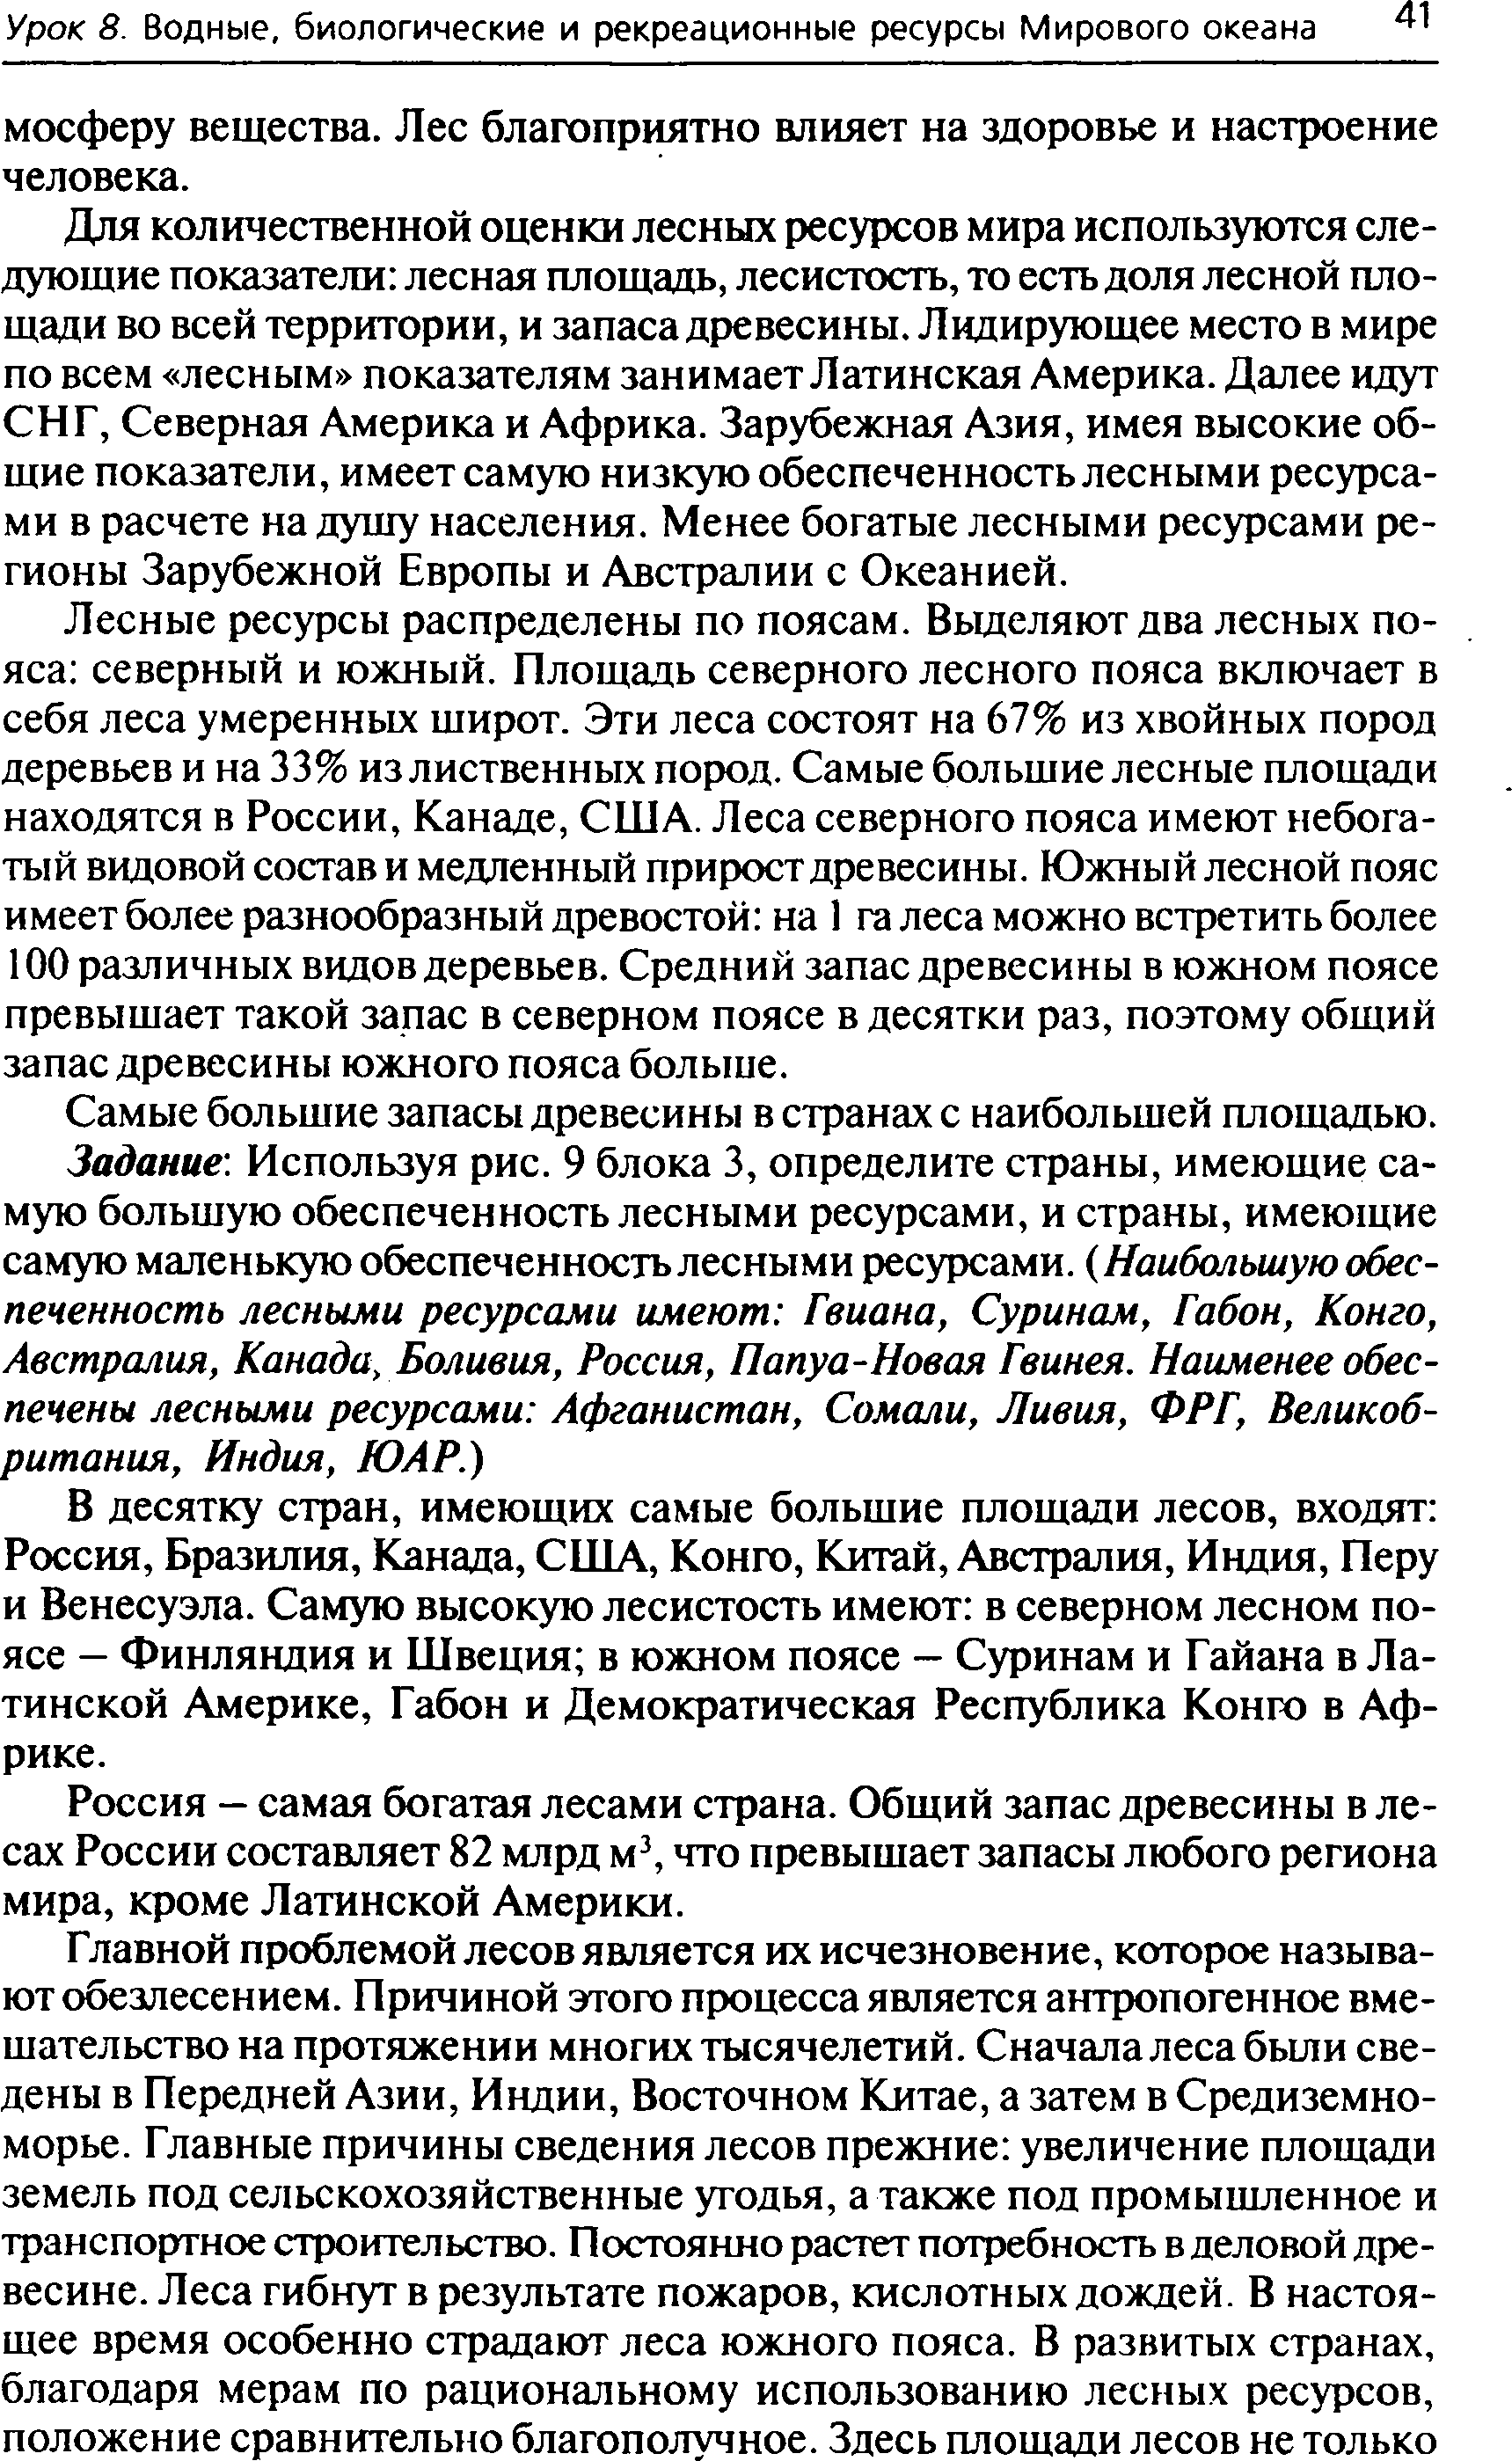 Урок 8. Водные, биологические и рекреационные ресурсы Мирового океана 41
мосферу вещества. Лес благоприятно влияет на здоровье и настроение
человека.
Для количественной оценки лесных ресурсов мира используются сле-
дующие показатели: лесная площадь, лесистость, то есть доля лесной пло-
щади во всей территории, и запаса древесины. Лидирующее место в мире
по всем «лесным» показателям занимает Латинская Америка. Далее идут
СНГ, Северная Америка и Африка. Зарубежная Азия, имея высокие об-
щие показатели, имеет самую низкую обеспеченность лесными ресурса-
ми в расчете на душу населения. Менее богатые лесными ресурсами ре-
гионы Зарубежной Европы и Австралии с Океанией.
Лесные ресурсы распределены по поясам. Выделяют два лесных по-
яса: северный и южный. Площадь северного лесного пояса включает в
себя леса умеренных широт. Эти леса состоят на 67% из хвойных пород
деревьев и на 33% из лиственных пород. Самые большие лесные площади
находятся в России, Канаде, США. Леса северного пояса имеют небога-
тый видовой состав и медленный прирост древесины. Южный лесной пояс
имеет более разнообразный древостой: на 1 га леса можно встретить более
100 различных видов деревьев. Средний запас древесины в южном поясе
превышает такой запас в северном поясе в десятки раз, поэтому общий
запас древесины южного пояса больше.
Самые большие запасы древесины в странах с наибольшей площадью.
Задание: Используя рис. 9 блока 3, определите страны, имеющие са-
мую большую обеспеченность лесными ресурсами, и страны, имеющие
самую маленькую обеспеченность лесными ресурсами. (Наибольшую обес-
печенность лесными ресурсами имеют: Гвиана, Суринам, Габон, Конго,
Австралия, Канада, Боливия, Россия, Папуа-Новая Гвинея. Наименее обес-
печены лесными ресурсами: Афганистан, Сомали, Ливия, ФРГ, Великоб-
ритания, Индия, ЮАР.)
В десятку стран, имеющих самые большие площади лесов, входят:
Россия, Бразилия, Канада, США, Конго, Китай, Австралия, Индия, Перу
и Венесуэла. Самую высокую лесистость имеют: в северном лесном по-
ясе – Финляндия и Швеция; в южном поясе – Суринам и Гайана в Ла-
тинской Америке, Габон и Демократическая Республика Конго в Аф-
рике.
Россия – самая богатая лесами страна. Общий запас древесины в ле-
сах России составляет 82 млрд м³, что превышает запасы любого региона
мира, кроме Латинской Америки.
Главной проблемой лесов является их исчезновение, которое называ-
ют обезлесением. Причиной этого процесса является антропогенное вме-
шательство на протяжении многих тысячелетий. Сначала леса были све-
дены в Передней Азии, Индии, Восточном Китае, а затем в Средиземно-
морье. Главные причины сведения лесов прежние: увеличение площади
земель под сельскохозяйственные угодья, а также под промышленное и
транспортное строительство. Постоянно растет потребность в деловой дре-
весине. Леса гибнут в результате пожаров, кислотных дождей. В настоя-
щее время особенно страдают леса южного пояса. В развитых странах,
благодаря мерам по рациональному использованию лесных ресурсов,
положение сравнительно благополучное. Здесь площади лесов не только